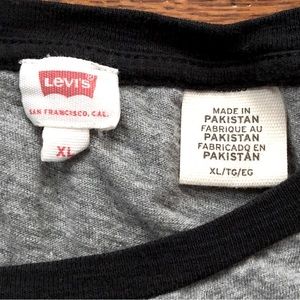 Levi's®
SAN FRANCISCO, CAL.
XL
MADE IN
PAKISTAN
FABRIQUE AU
PAKISTAN
FABRICADO EN
PAKISTÁN
XL/TG/EG